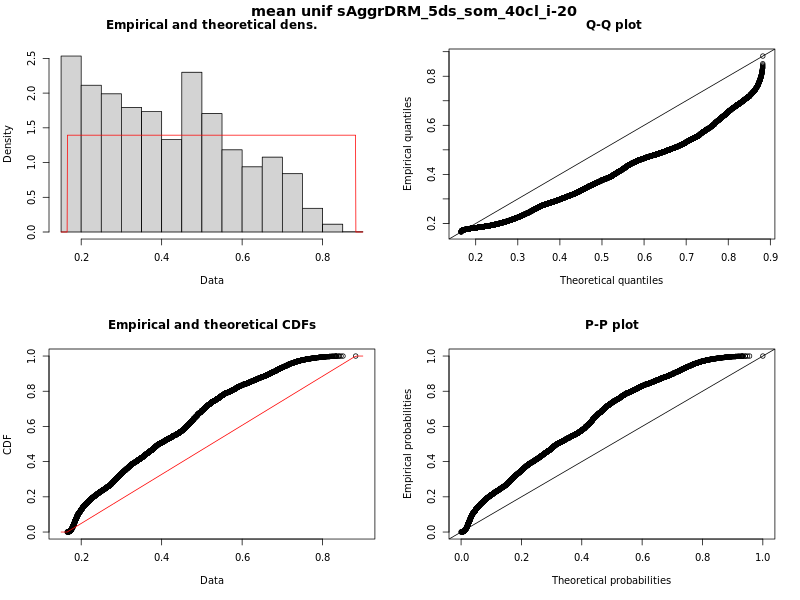 mean unif sAggrDRM_5ds_som_40cl_i-20
Empirical and theoretical dens.
Density
0.0 0.5 1.0 1.5 2.0 2.5
0.2 0.4 0.6 0.8
Data
Q-Q plot
Empirical quantiles
0.2 0.4 0.6 0.8
0.2 0.3 0.4 0.5 0.6 0.7 0.8 0.9
Theoretical quantiles
Empirical and theoretical CDFs
CDF
0.0 0.2 0.4 0.6 0.8 1.0
0.2 0.4 0.6 0.8
Data
P-P plot
Empirical probabilities
0.0 0.2 0.4 0.6 0.8 1.0
0.0 0.2 0.4 0.6 0.8 1.0
Theoretical probabilities